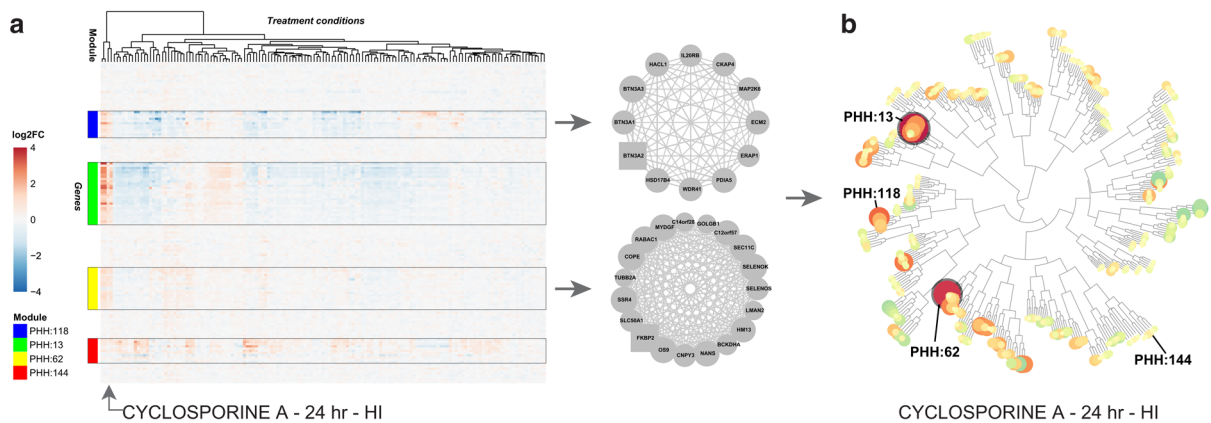 a
Treatment conditions
Module
log2FC
4
2
0
−2
−4
Genes
Module
PHH:118
PHH:13
PHH:62
PHH:144
CYCLOSPORINE A - 24 hr - HI
IL20RB
CKAP4
MAP2K6
ECM2
ERAP1
PDIA5
WDR41
HSD17B4
BTN3A2
BTN3A1
BTN3A3
HACL1
C14orf28
GOLGB1
C12orf57
SEC11C
SELENOK
SELENOS
LMAN2
HM13
BCKDHA
NANS
CNPY3
OS9
FKBP2
SLC50A1
SSR4
TUBB2A
COPE
RABAC1
MYDGF
b
PHH:13
PHH:118
PHH:62
PHH:144
CYCLOSPORINE A - 24 hr - HI